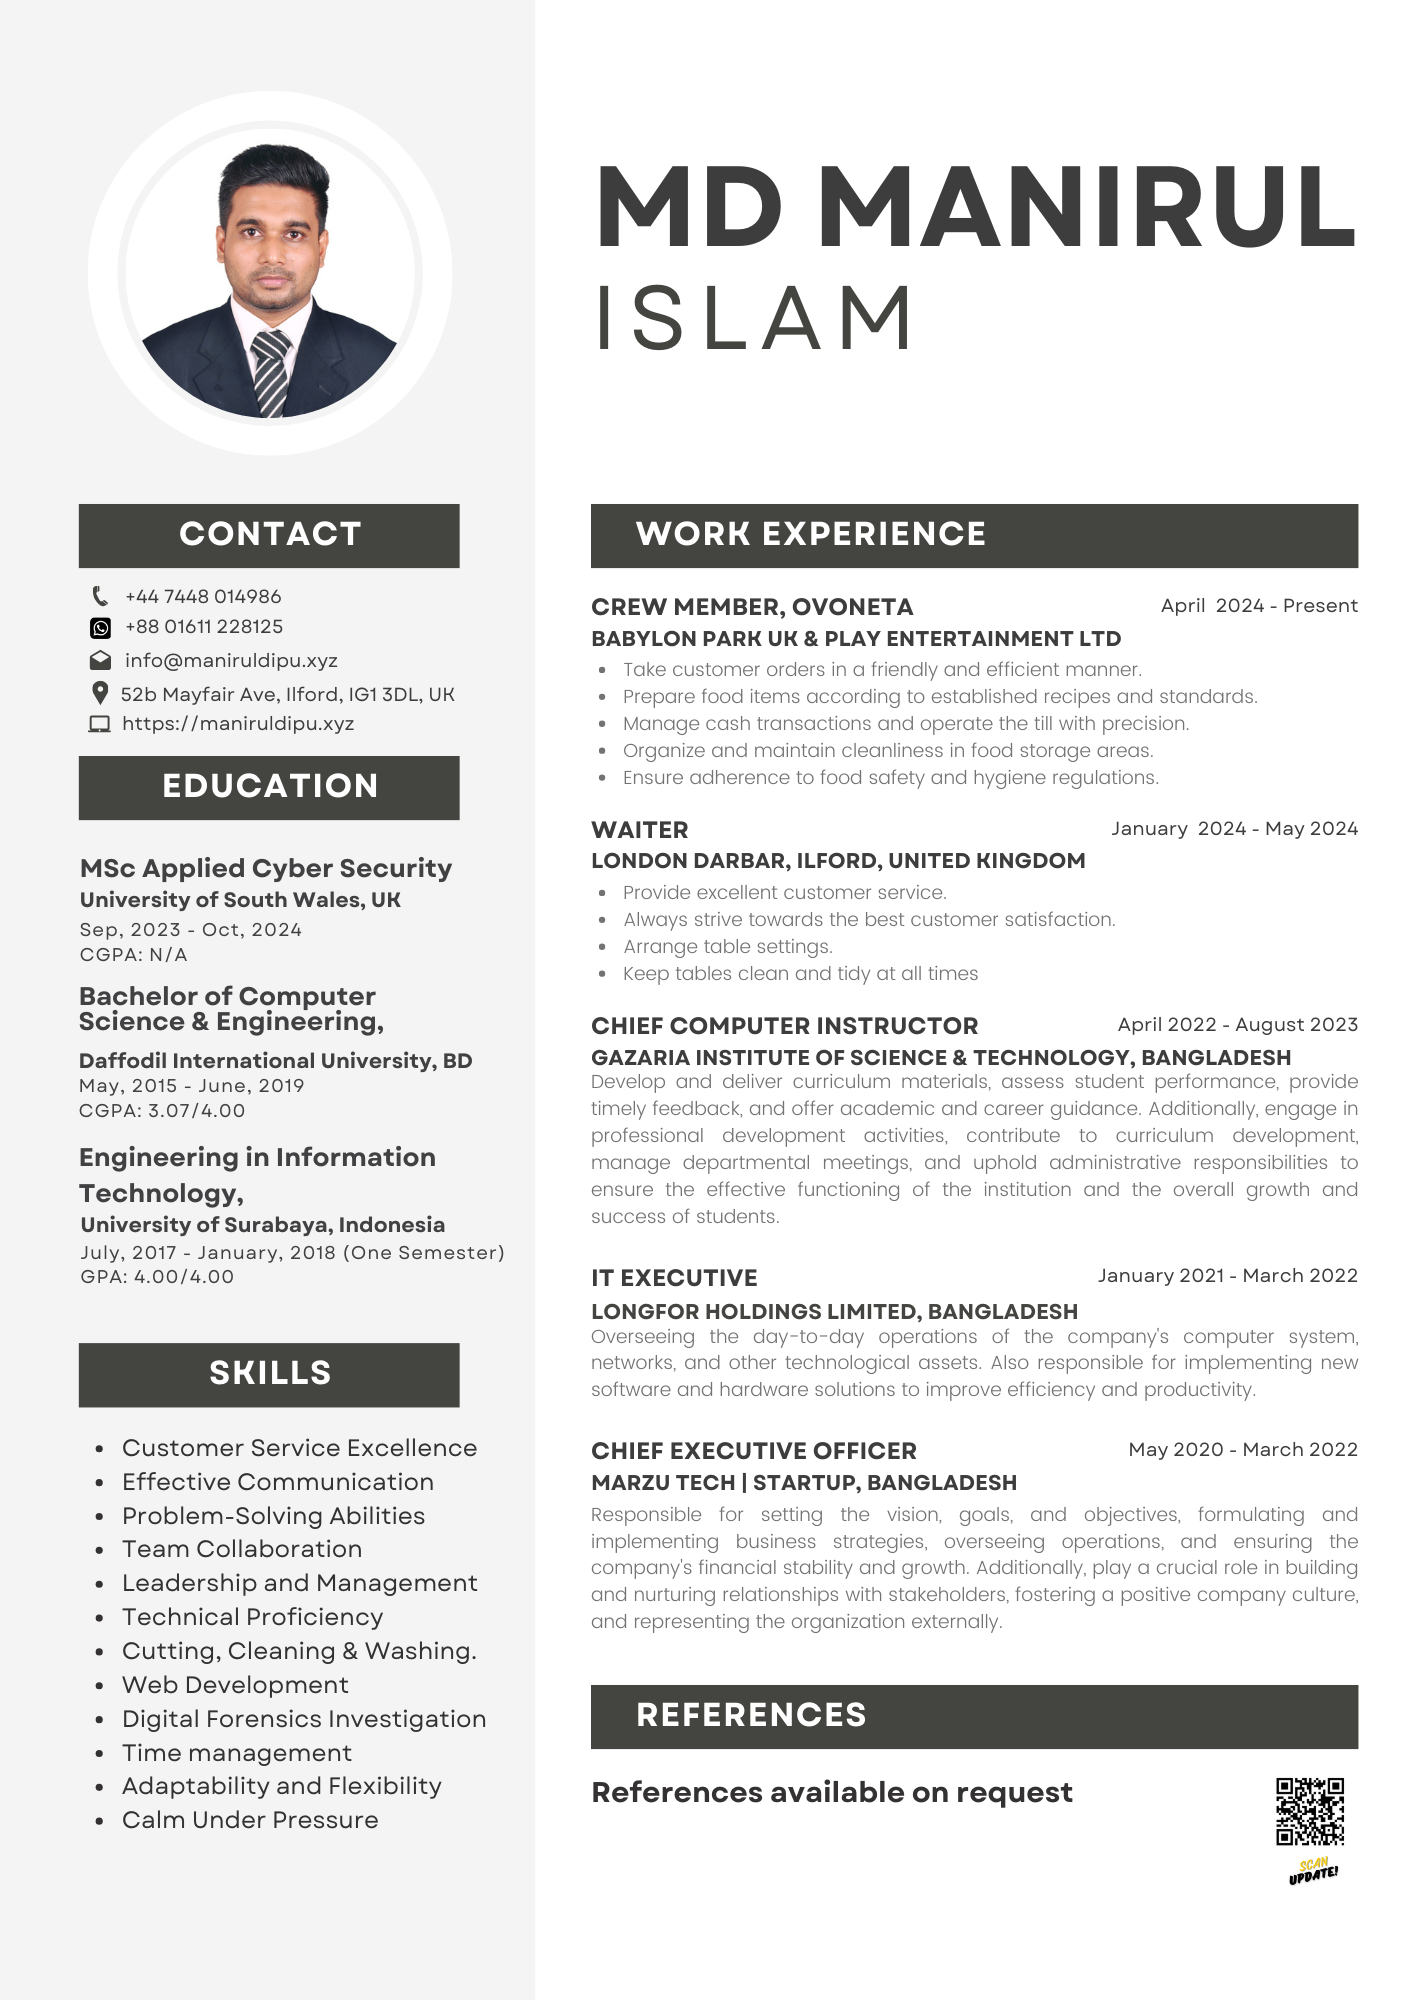 MD MANIRUL
ISLAM
CONTACT
+44 7448 014986
+88 01611 228125
info@maniruldipu.xyz
52b Mayfair Ave, Ilford, IG1 3DL, UK
https://maniruldipu.xyz
EDUCATION
MSc Applied Cyber Security
University of South Wales, UK
Sep, 2023 - Oct, 2024
CGPA: N/A
Bachelor of Computer
Science & Engineering,
Daffodil International University, BD
May, 2015 - June, 2019
CGPA: 3.07/4.00
Engineering in Information
Technology,
University of Surabaya, Indonesia
July, 2017 - January, 2018 (One Semester)
GPA: 4.00/4.00
SKILLS
• Customer Service Excellence
• Effective Communication
• Problem-Solving Abilities
• Team Collaboration
• Leadership and Management
• Technical Proficiency
• Cutting, Cleaning & Washing.
• Web Development
• Digital Forensics Investigation
• Time management
• Adaptability and Flexibility
• Calm Under Pressure
WORK EXPERIENCE
CREW MEMBER, OVONETA April 2024 - Present
BABYLON PARK UK & PLAY ENTERTAINMENT LTD
• Take customer orders in a friendly and efficient manner.
• Prepare food items according to established recipes and standards.
• Manage cash transactions and operate the till with precision.
• Organize and maintain cleanliness in food storage areas.
• Ensure adherence to food safety and hygiene regulations.
WAITER January 2024 - May 2024
LONDON DARBAR, ILFORD, UNITED KINGDOM
• Provide excellent customer service.
• Always strive towards the best customer satisfaction.
• Arrange table settings.
• Keep tables clean and tidy at all times
CHIEF COMPUTER INSTRUCTOR April 2022 - August 2023
GAZARIA INSTITUTE OF SCIENCE & TECHNOLOGY, BANGLADESH
Develop and deliver curriculum materials, assess student performance, provide
timely feedback, and offer academic and career guidance. Additionally, engage in
professional development activities, contribute to curriculum development,
manage departmental meetings, and uphold administrative responsibilities to
ensure the effective functioning of the institution and the overall growth and
success of students.
IT EXECUTIVE January 2021 - March 2022
LONGFOR HOLDINGS LIMITED, BANGLADESH
Overseeing the day-to-day operations of the company's computer system,
networks, and other technological assets. Also responsible for implementing new
software and hardware solutions to improve efficiency and productivity.
CHIEF EXECUTIVE OFFICER May 2020 - March 2022
MARZU TECH | STARTUP, BANGLADESH
Responsible for setting the vision, goals, and objectives, formulating and
implementing business strategies, overseeing operations, and ensuring the
company's financial stability and growth. Additionally, play a crucial role in building
and nurturing relationships with stakeholders, fostering a positive company culture,
and representing the organization externally.
REFERENCES
References available on request
SCAN
UPDATE!